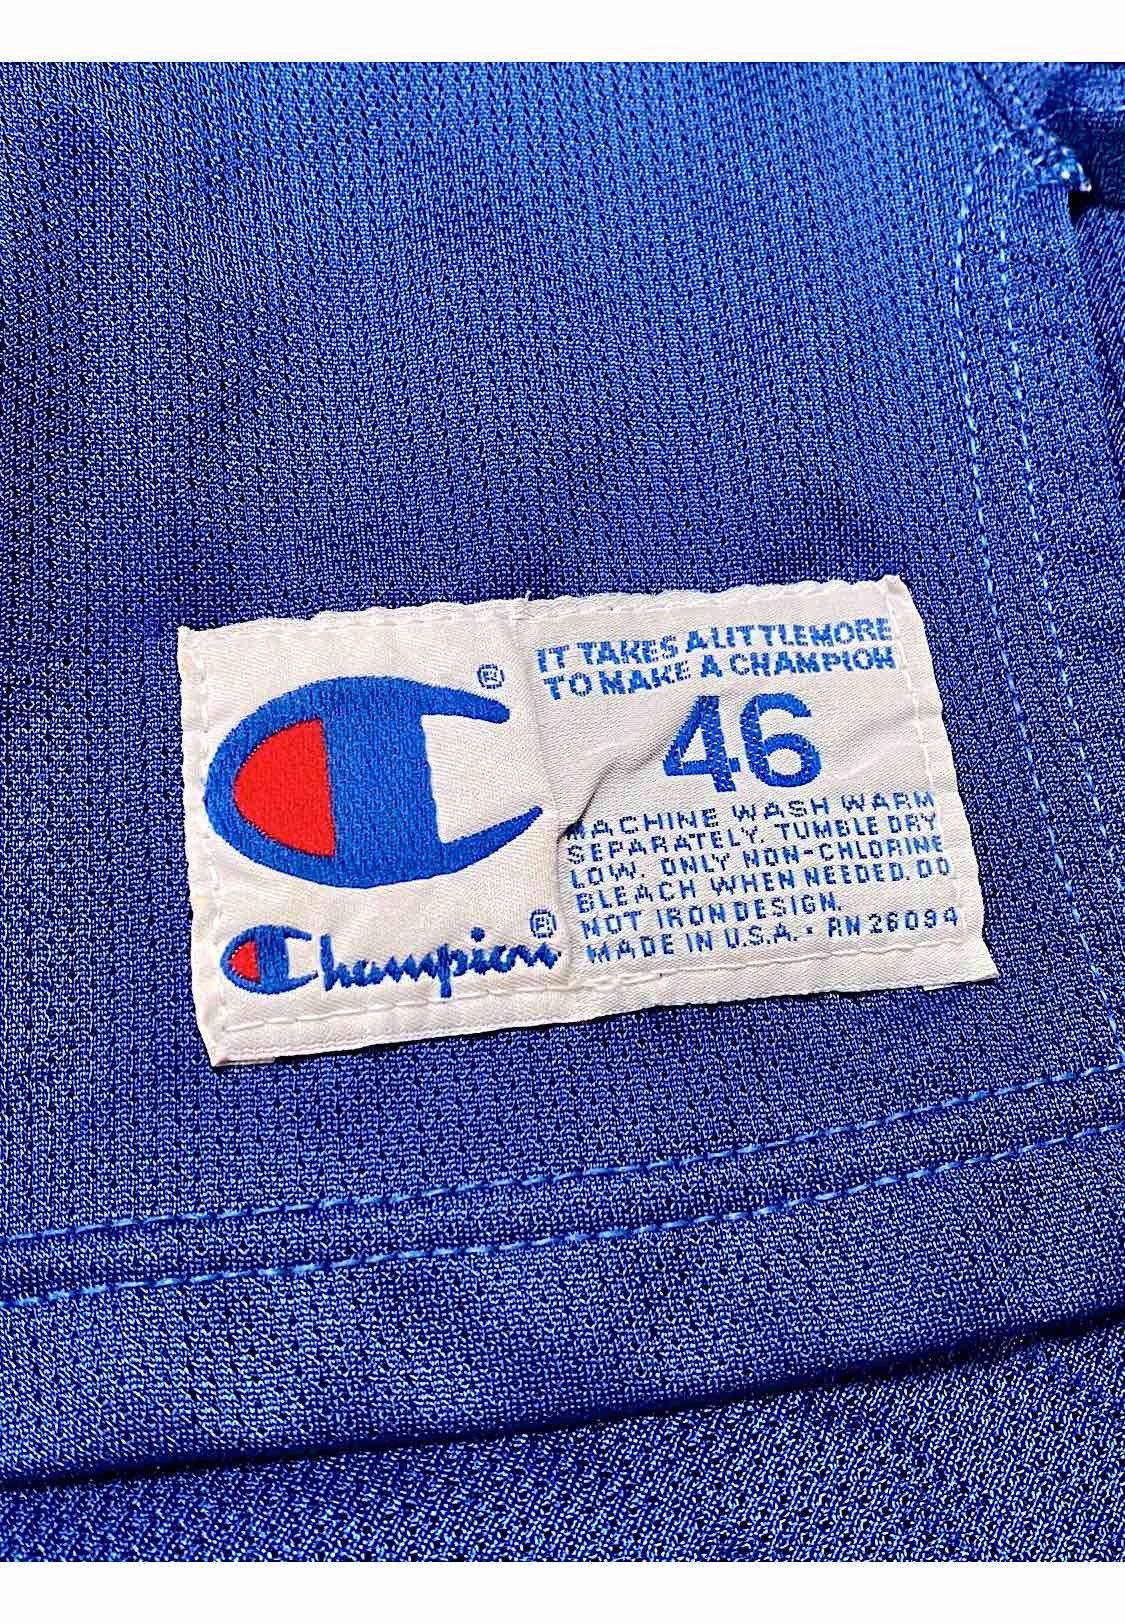 ®
Champion®
IT TAKES A LITTLE MORE
TO MAKE A CHAMPION
46
MACHINE WASH WARM
SEPARATELY. TUMBLE DRY
LOW. ONLY NON-CHLORINE
BLEACH WHEN NEEDED. DO
NOT IRON DESIGN.
MADE IN U.S.A. • RN 26094